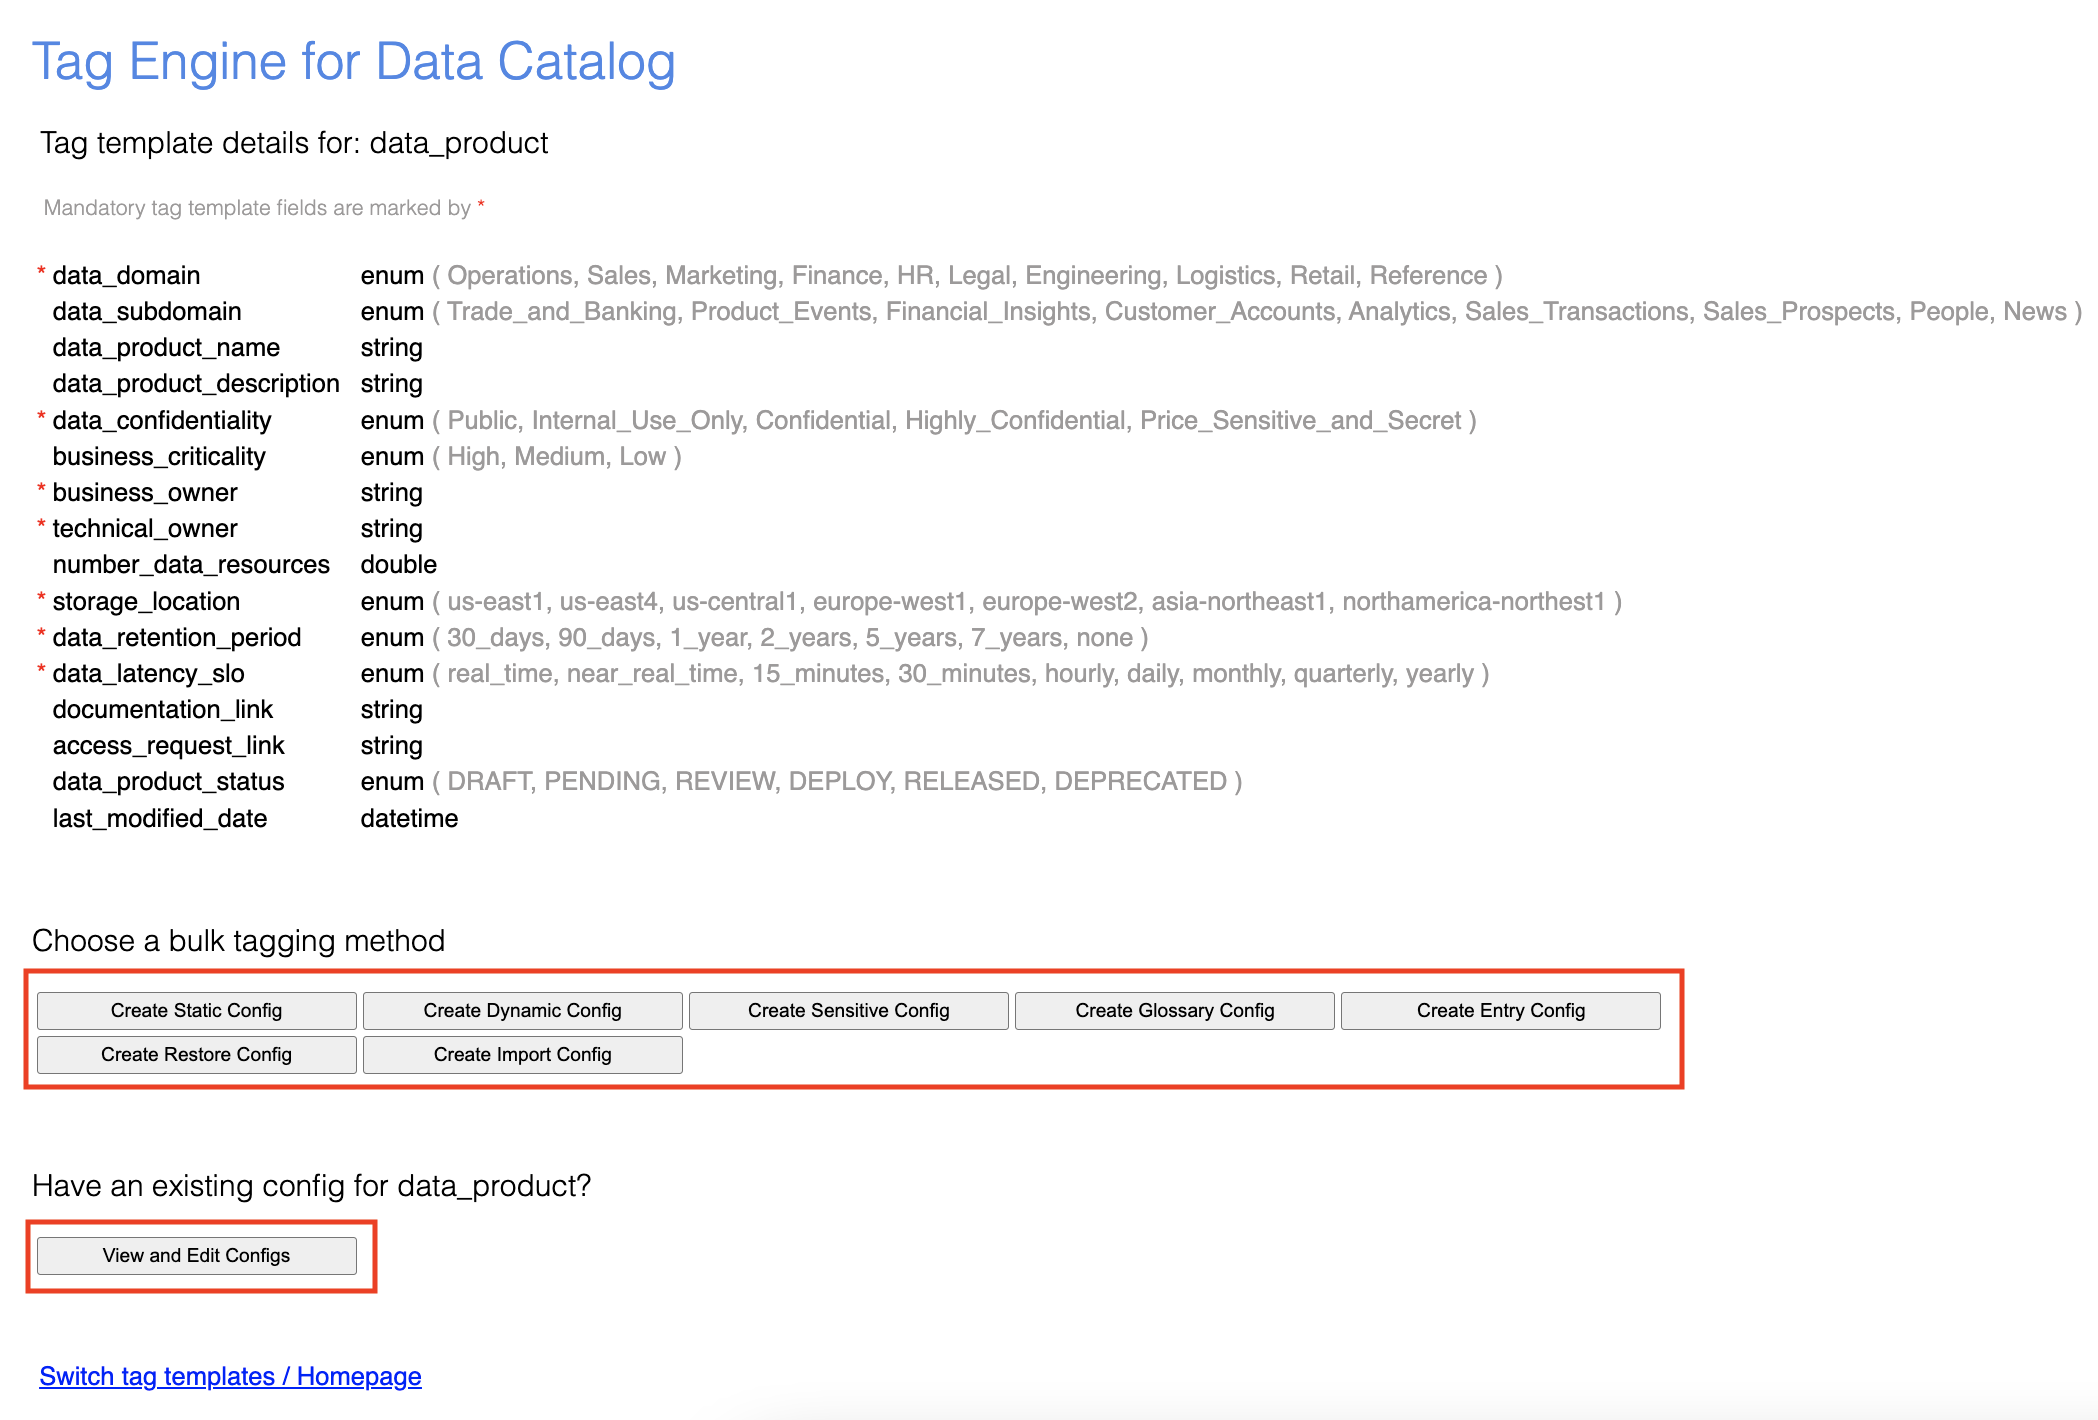 Tag Engine for Data Catalog
Tag template details for: data_product
Mandatory tag template fields are marked by *
* data_domain enum ( Operations, Sales, Marketing, Finance, HR, Legal, Engineering, Logistics, Retail, Reference )
data_subdomain enum ( Trade_and_Banking, Product_Events, Financial_Insights, Customer_Accounts, Analytics, Sales_Transactions, Sales_Prospects, People, News )
data_product_name string
data_product_description string
* data_confidentiality enum ( Public, Internal_Use_Only, Confidential, Highly_Confidential, Price_Sensitive_and_Secret )
business_criticality enum ( High, Medium, Low )
* business_owner string
* technical_owner string
number_data_resources double
* storage_location enum ( us-east1, us-east4, us-central1, europe-west1, europe-west2, asia-northeast1, northamerica-northest1 )
* data_retention_period enum ( 30_days, 90_days, 1_year, 2_years, 5_years, 7_years, none )
* data_latency_slo enum ( real_time, near_real_time, 15_minutes, 30_minutes, hourly, daily, monthly, quarterly, yearly )
documentation_link string
access_request_link string
data_product_status enum ( DRAFT, PENDING, REVIEW, DEPLOY, RELEASED, DEPRECATED )
last_modified_date datetime
Choose a bulk tagging method
Create Static Config Create Dynamic Config Create Sensitive Config Create Glossary Config Create Entry Config
Create Restore Config Create Import Config
Have an existing config for data_product?
View and Edit Configs
Switch tag templates / Homepage